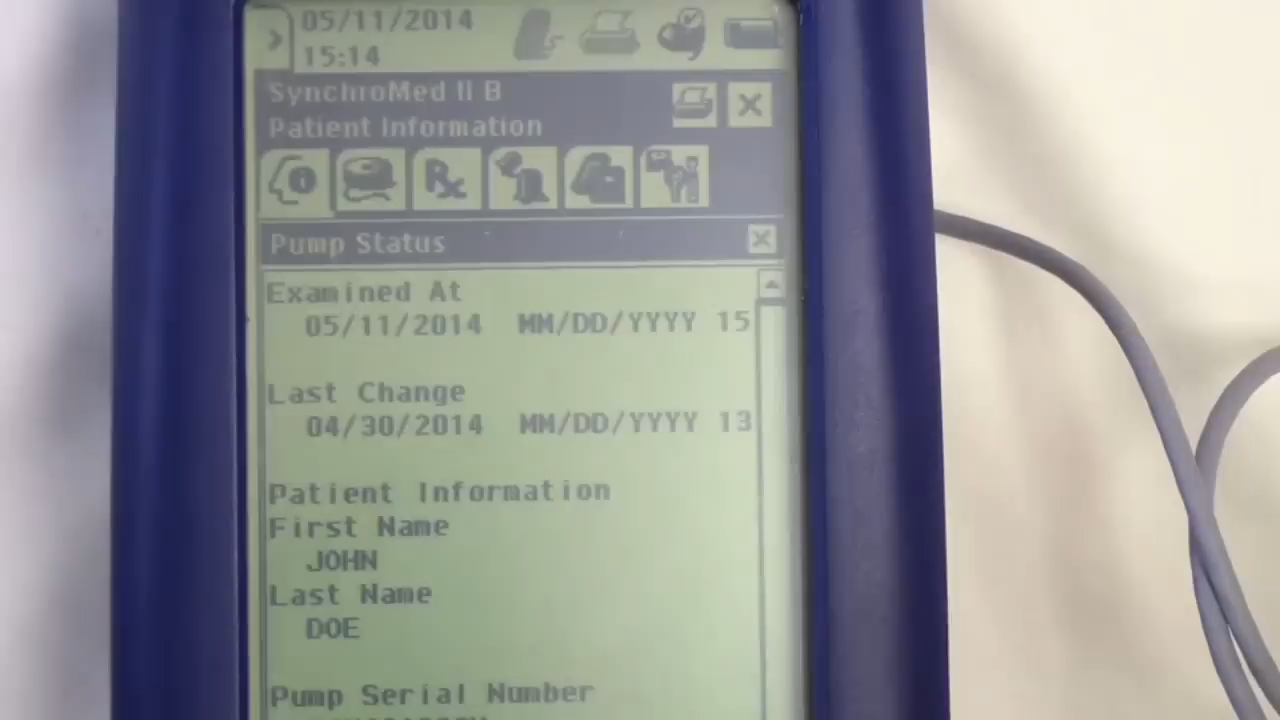 05/11/2014
15:14
SynchroMed II B
Patient Information
Rx
Pump Status
Examined At
05/11/2014 MM/DD/YYYY 15
Last Change
04/30/2014 MM/DD/YYYY 13
Patient Information
First Name
JOHN
Last Name
DOE
Pump Serial Number